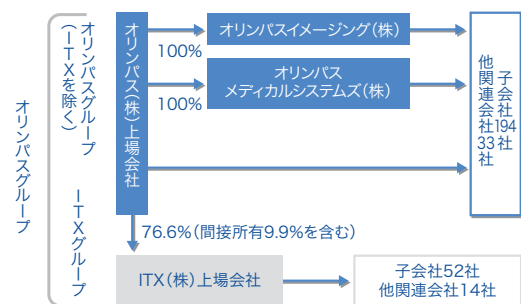 オリンパスグループ
オリンパスグループ
(ITXを除く)
ITXグループ
オリンパス(株)上場会社
100%
オリンパスイメージング(株)
100%
オリンパス
メディカルシステムズ(株)
子会社194社
他関連会社33社
76.6%(間接所有9.9%を含む)
ITX(株)上場会社
子会社52社
他関連会社14社